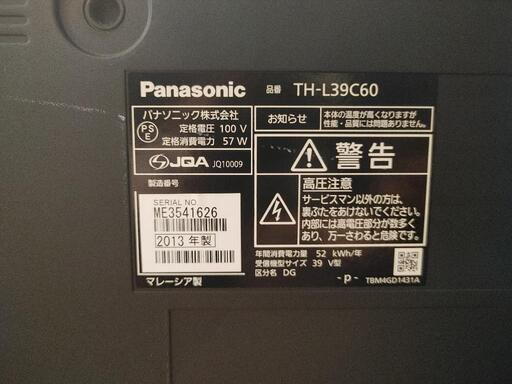 Panasonic 品番 TH-L39C60
パナソニック株式会社
PS E 定格電圧 100 V
定格消費電力 57 W
JQA JQ10009
製造番号
SERIAL NO
ME3541626
2013 年製
マレーシア製
お知らせ 本体の温度が高くなりますが
性能・品質には問題ありません。
警告
高圧注意
サービスマン以外の方は、
裏ぶたをあけないでください。
内部には高電圧部分が数多く
あり、万一さわると危険です。
年間消費電力量 52 kWh/年
受信機型サイズ 39 V型
区分名 DG
-p-
TBM4GD1431A